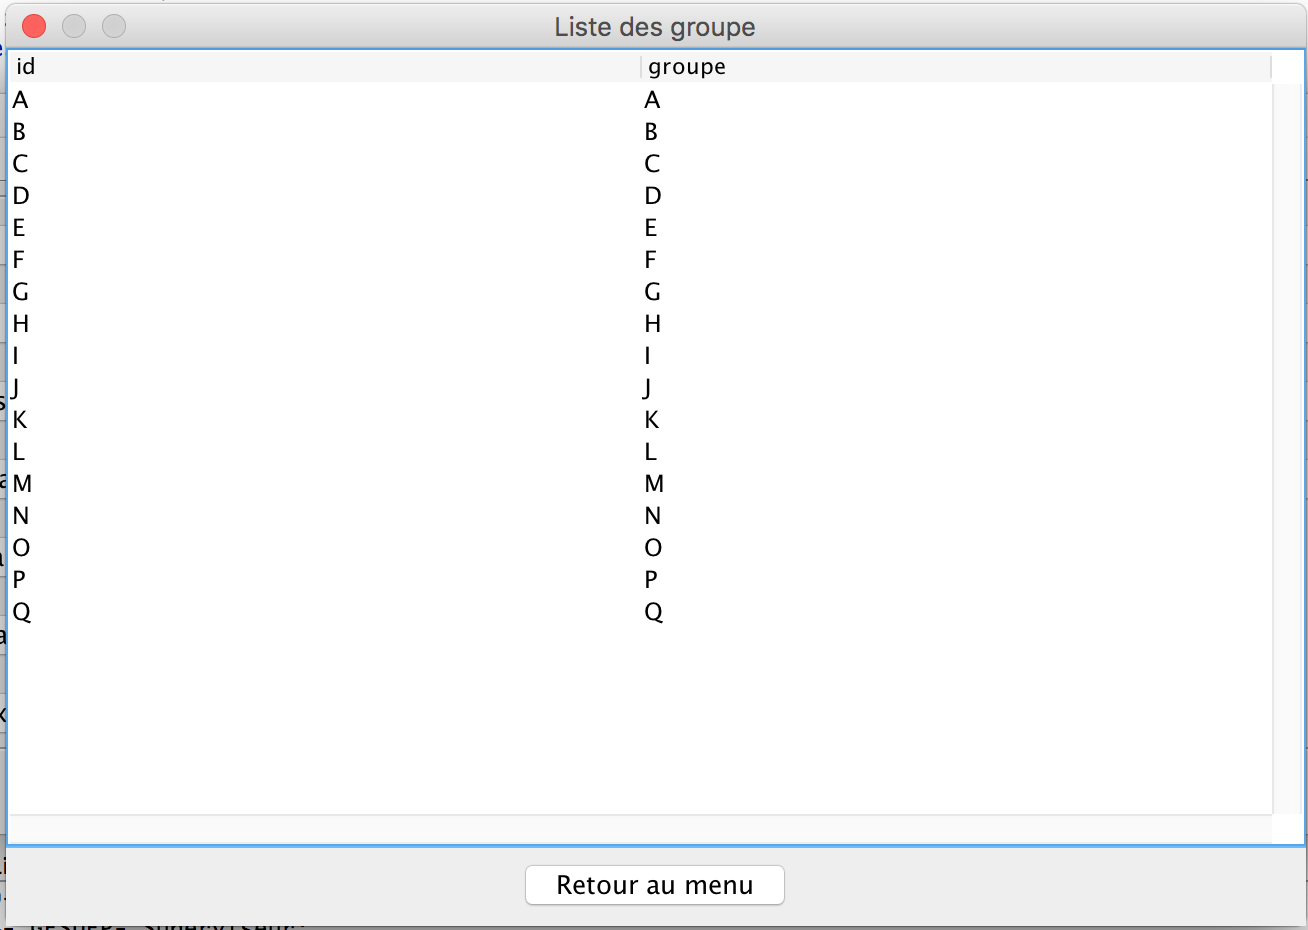 Liste des groupe
id groupe
A A
B B
C C
D D
E E
F F
G G
H H
I I
J J
K K
L L
M M
N N
O O
P P
Q Q
Retour au menu